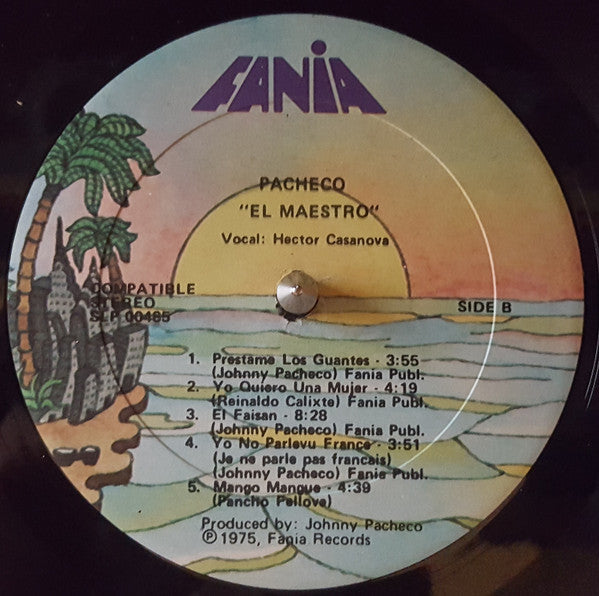 FANIA
PACHECO
"EL MAESTRO"
Vocal: Hector Casanova
COMPATIBLE
STEREO
SLP 00485
SIDE B
1. Prestame Los Guantes - 3:55
(Johnny Pacheco) Fania Publ.
2. Yo Quiero Una Mujer - 4:19
(Reinaldo Calixte) Fania Publ.
3. El Faisan - 8:28
(Johnny Pacheco) Fania Publ.
4. Yo No Parlevu France - 3:51
(Je ne parle pas francais)
(Johnny Pacheco) Fania Publ.
5. Mango Mangue - 4:39
(Pancho Pellove)
Produced by: Johnny Pacheco
℗ 1975, Fania Records